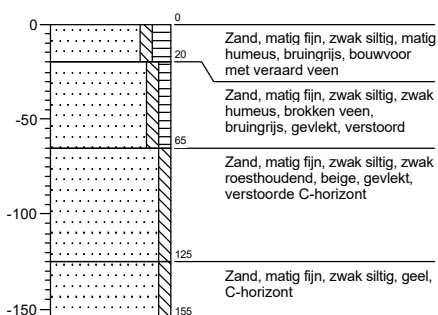 0
0
Zand, matig fijn, zwak siltig, matig
humeus, bruingrijs, bouwvoor
met veraard veen
20
Zand, matig fijn, zwak siltig, zwak
humeus, brokken veen,
bruingrijs, gevlekt, verstoord
-50
65
Zand, matig fijn, zwak siltig, zwak
roesthoudend, beige, gevlekt,
verstoorde C-horizont
-100
125
Zand, matig fijn, zwak siltig, geel,
C-horizont
-150
155